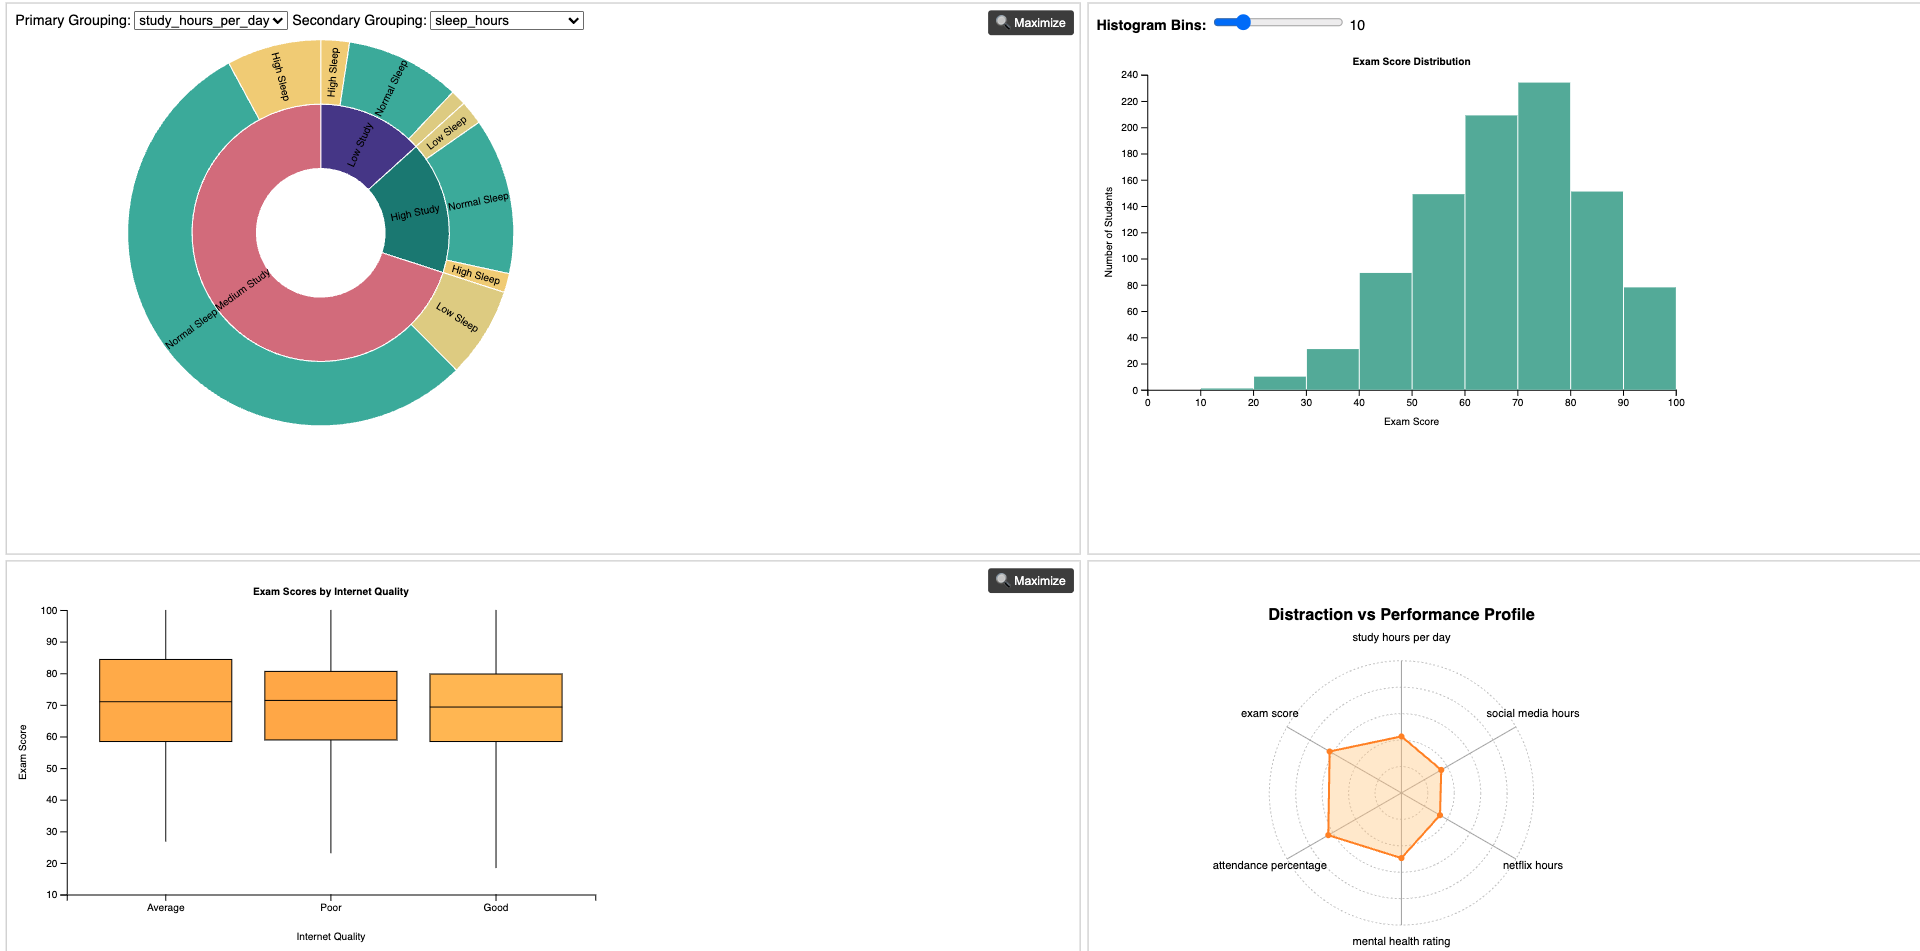 Primary Grouping: study_hours_per_day Secondary Grouping: sleep_hours
Maximize
High Sleep
High Sleep
Normal Sleep
Low Sleep
Low Study
Normal Sleep
High Study
High Sleep
Medium Study
Normal Sleep
Low Sleep
Histogram Bins: 10
Exam Score Distribution
240
220
200
180
160
140
120
100
80
60
40
20
0
Number of Students
0 10 20 30 40 50 60 70 80 90 100
Exam Score
Maximize
Exam Scores by Internet Quality
100
90
80
70
60
50
40
30
20
10
Exam Score
Average Poor Good
Internet Quality
Distraction vs Performance Profile
study hours per day
exam score
social media hours
attendance percentage
netflix hours
mental health rating